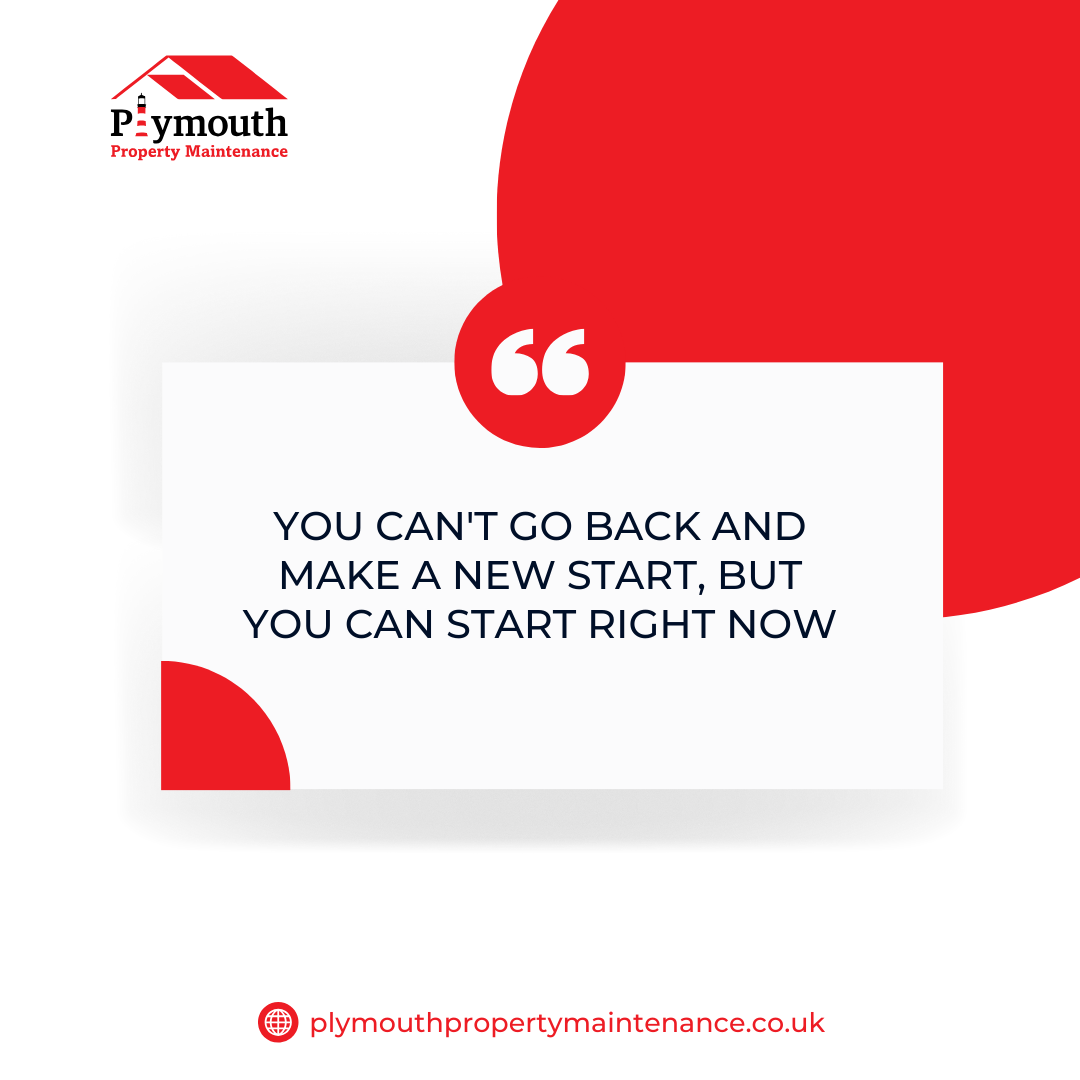 Plymouth
Property Maintenance
❝
YOU CAN'T GO BACK AND
MAKE A NEW START, BUT
YOU CAN START RIGHT NOW
plymouthpropertymaintenance.co.uk